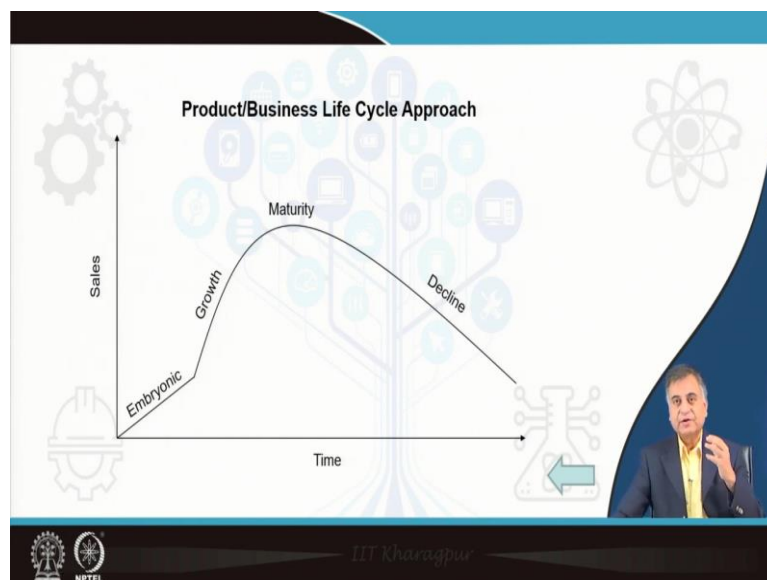 Product/Business Life Cycle Approach
Maturity
Growth
Decline
Sales
Embryonic
Time
IIT Kharagpur
NPTEL